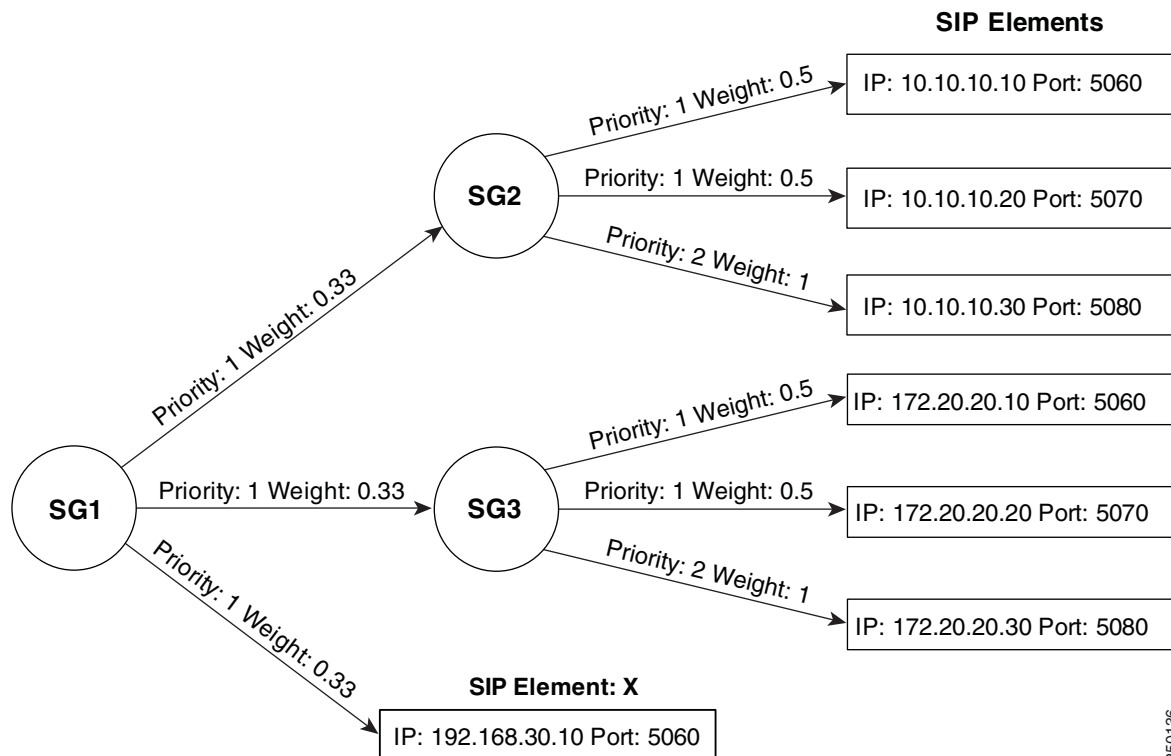 SIP Elements
Priority: 1 Weight: 0.5
IP: 10.10.10.10 Port: 5060
SG2
Priority: 1 Weight: 0.5
IP: 10.10.10.20 Port: 5070
Priority: 2 Weight: 1
IP: 10.10.10.30 Port: 5080
Priority: 1 Weight: 0.33
Priority: 1 Weight: 0.5
IP: 172.20.20.10 Port: 5060
SG1
Priority: 1 Weight: 0.33
SG3
Priority: 1 Weight: 0.5
IP: 172.20.20.20 Port: 5070
Priority: 2 Weight: 1
IP: 172.20.20.30 Port: 5080
Priority: 1 Weight: 0.33
SIP Element: X
IP: 192.168.30.10 Port: 5060